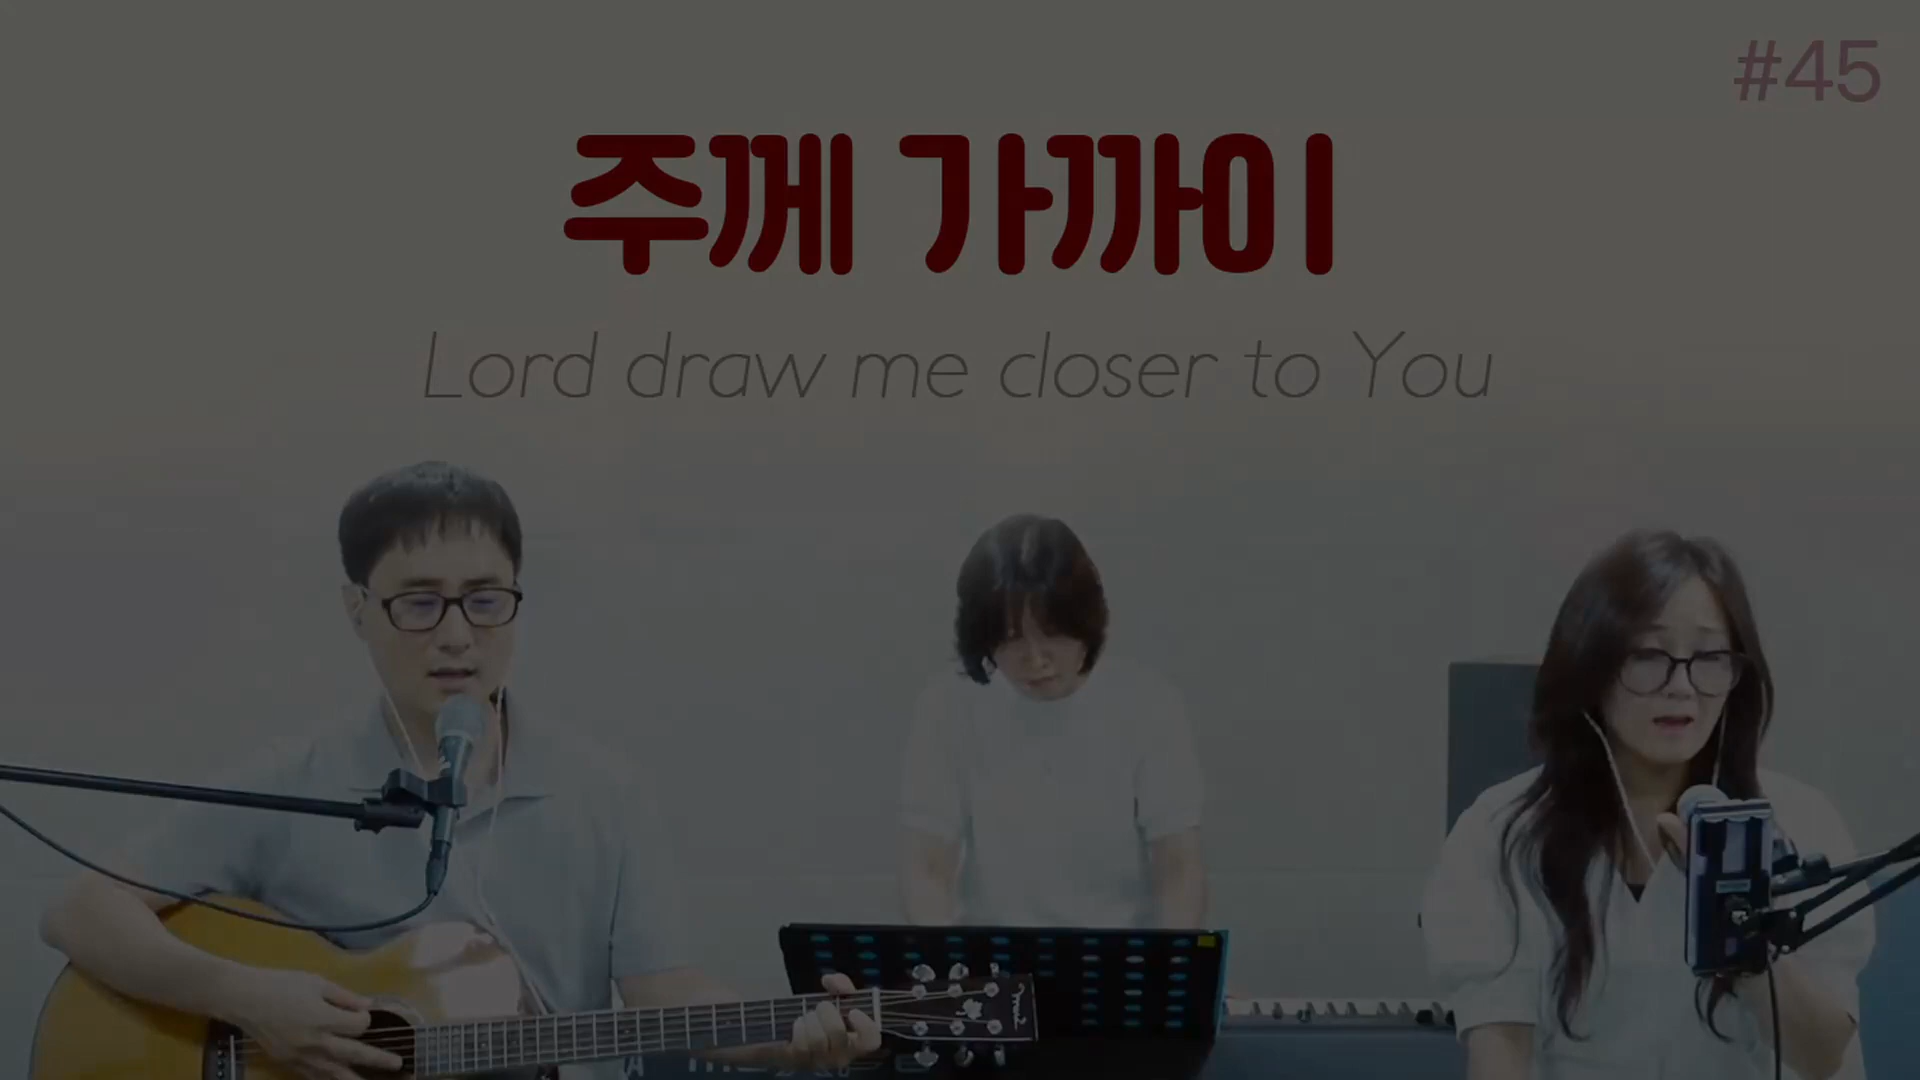 #45
주께 가까이
Lord draw me closer to You